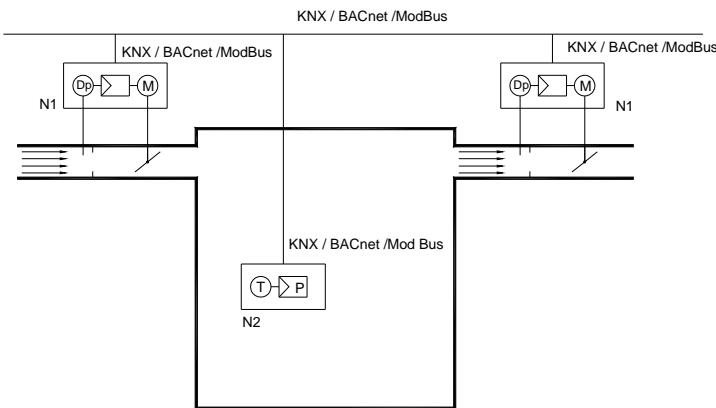 KNX / BACnet /ModBus
KNX / BACnet /ModBus
KNX / BACnet /ModBus
Dp
M
Dp
M
N1
N1
KNX / BACnet /Mod Bus
T
P
N2